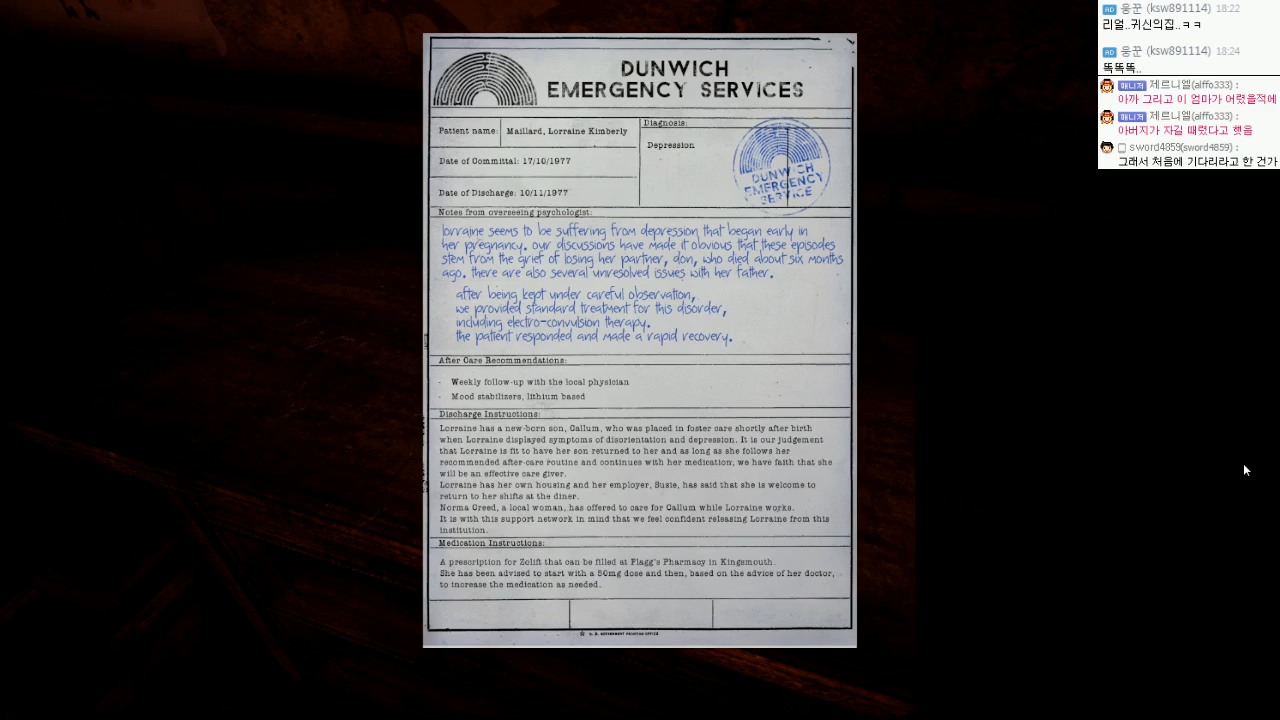 DUNWICH
EMERGENCY SERVICES
Patient name:
Maillard, Lorraine Kimberly
Date of Committal: 17/10/1977
Date of Discharge: 10/11/1977
Diagnosis:
Depression
DUNWICH
EMERGENCY
SERVICE
Notes from overseeing psychologist:
lorraine seems to be suffering from depression that began early in
her pregnancy. our discussions have made it obvious that these episodes
stem from the grief of losing her partner, don, who died about six months
ago. there are also several unresolved issues with her father.
after being kept under careful observation,
we provided standard treatment for this disorder,
including electro-convulsion therapy.
the patient responded and made a rapid recovery.
After Care Recommendations:
- Weekly follow-up with the local physician
- Mood stabilizers, lithium based
Discharge Instructions:
Lorraine has a new-born son, Callum, who was placed in foster care shortly after birth
when Lorraine displayed symptoms of disorientation and depression. It is our judgement
that Lorraine is fit to have her son returned to her and as long as she follows her
recommended after-care routine and continues with her medication, we have faith that she
will be an effective care giver.
Lorraine has her own housing and her employer, Susie, has said that she is welcome to
return to her shifts at the diner.
Norma Creed, a local woman, has offered to care for Callum while Lorraine works.
It is with this support network in mind that we feel confident releasing Lorraine from this
institution.
Medication Instructions:
A prescription for Zolift that can be filled at Flagg's Pharmacy in Kingsmouth.
She has been advised to start with a 50mg dose and then, based on the advice of her doctor,
to increase the medication as needed.
U. S. GOVERNMENT PRINTING OFFICE
AD 웅꾼 (ksw891114) 18:22
리얼..귀신의집..ㅋㅋ
AD 웅꾼 (ksw891114) 18:24
똑똑똑..
매니저 제르니엘(alffo333) :
아까 그리고 이 엄마가 어렸을적에
매니저 제르니엘(alffo333) :
아버지가 자길 때렸다고 햇음
sword4859(sword4859) :
그래서 처음에 기다리라고 한 건가